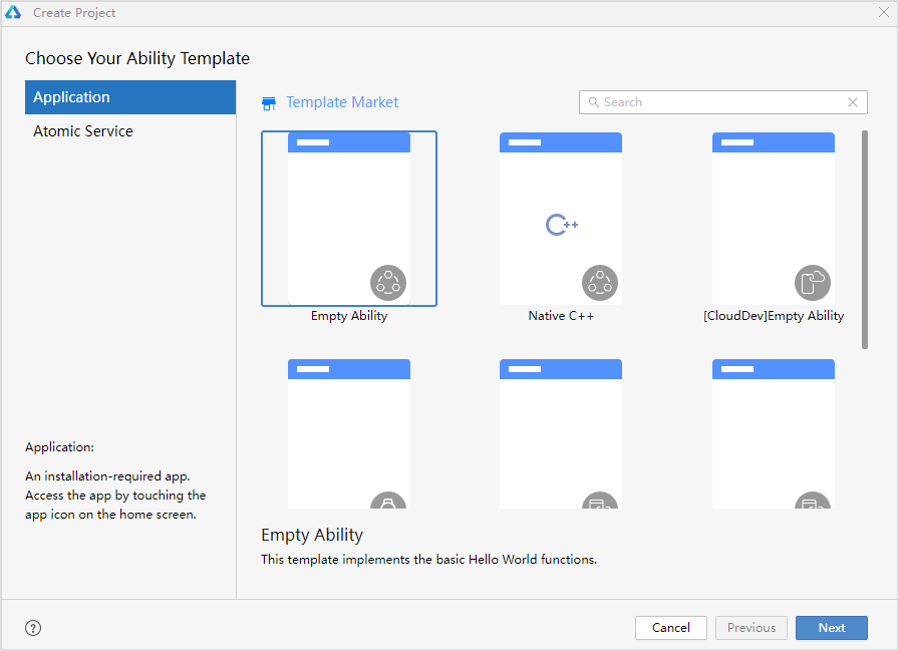 Create Project
Choose Your Ability Template
Application
Atomic Service
Template Market
Search
C++
Empty Ability
Native C++
[CloudDev]Empty Ability
Application:
An installation-required app.
Access the app by touching the
app icon on the home screen.
Empty Ability
This template implements the basic Hello World functions.
?
Cancel
Previous
Next